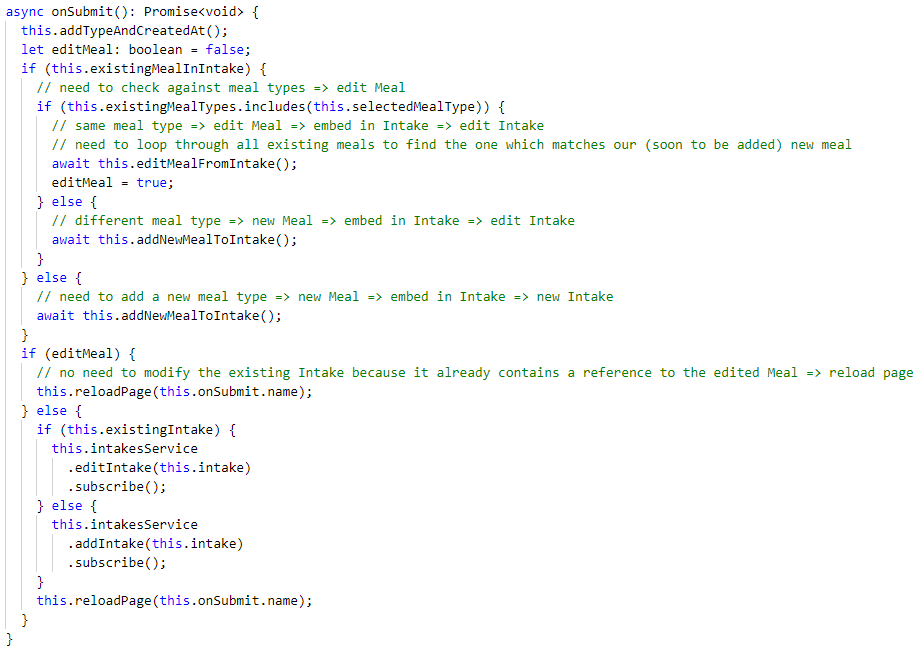 async onSubmit(): Promise<void> {
this.addTypeAndCreatedAt();
let editMeal: boolean = false;
if (this.existingMealInIntake) {
// need to check against meal types => edit Meal
if (this.existingMealTypes.includes(this.selectedMealType)) {
// same meal type => edit Meal => embed in Intake => edit Intake
// need to loop through all existing meals to find the one which matches our (soon to be added) new meal
await this.editMealFromIntake();
editMeal = true;
} else {
// different meal type => new Meal => embed in Intake => edit Intake
await this.addNewMealToIntake();
}
} else {
// need to add a new meal type => new Meal => embed in Intake => new Intake
await this.addNewMealToIntake();
}
if (editMeal) {
// no need to modify the existing Intake because it already contains a reference to the edited Meal => reload page
this.reloadPage(this.onSubmit.name);
} else {
if (this.existingIntake) {
this.intakesService
.editIntake(this.intake)
.subscribe();
} else {
this.intakesService
.addIntake(this.intake)
.subscribe();
}
this.reloadPage(this.onSubmit.name);
}
}